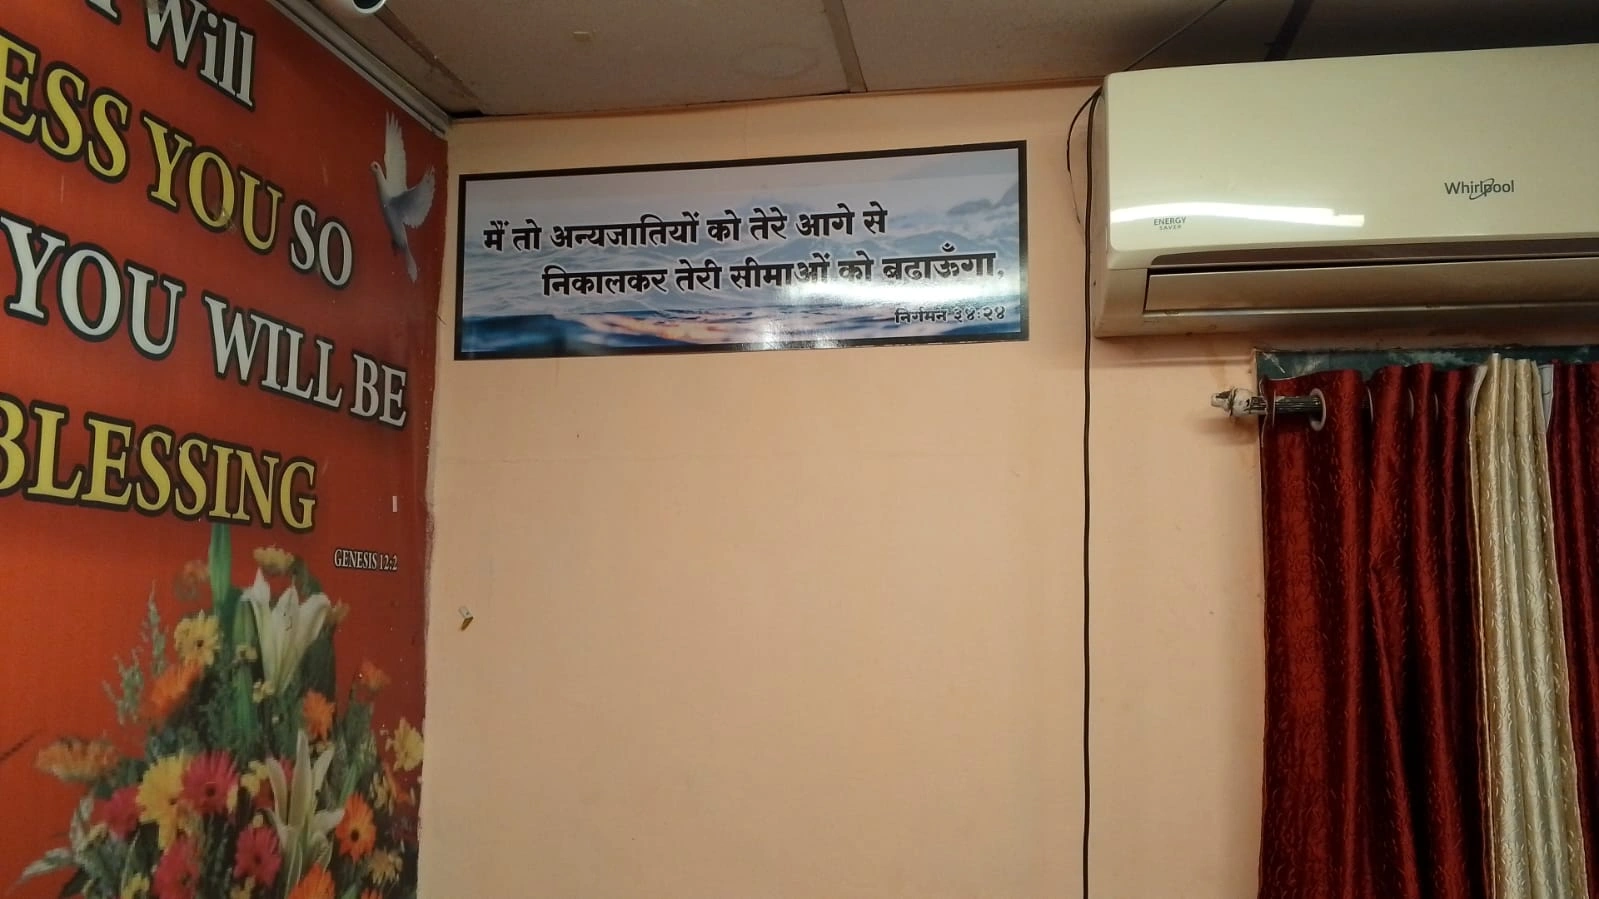 Will
ESS YOU SO
YOU WILL BE
BLESSING
GENESIS 12:2
मैं तो अन्यजातियों को तेरे आगे से
निकालकर तेरी सीमाओं को बढ़ाऊँगा,
निर्गमन ३४:२४
Whirlpool
ENERGY
SAVER